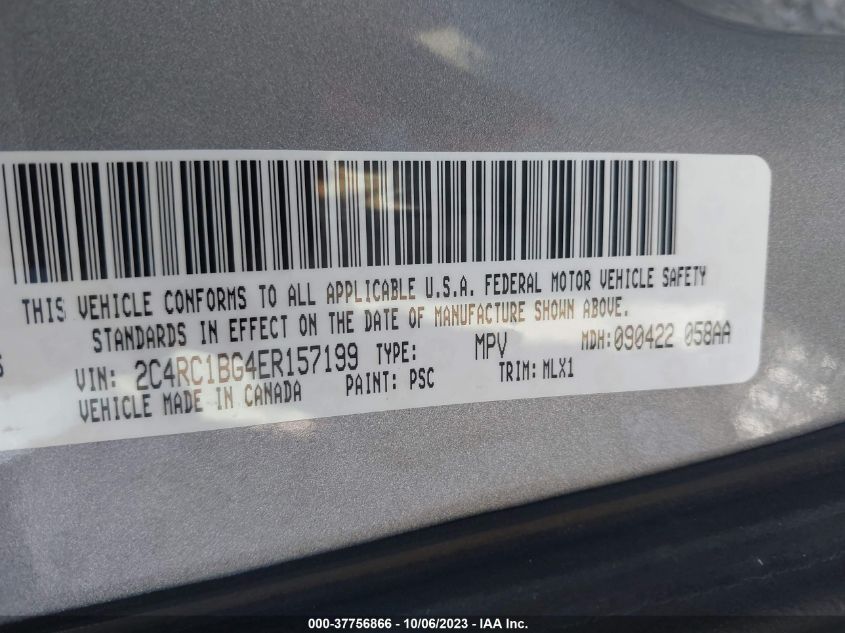 THIS VEHICLE CONFORMS TO ALL APPLICABLE U.S.A. FEDERAL MOTOR VEHICLE SAFETY
STANDARDS IN EFFECT ON THE DATE OF MANUFACTURE SHOWN ABOVE.
VIN: 2C4RC1BG4ER157199 TYPE: MPV MDH:090422 058AA
VEHICLE MADE IN CANADA PAINT: PSC TRIM: MLX1
000-37756866 - 10/06/2023 - IAA Inc.